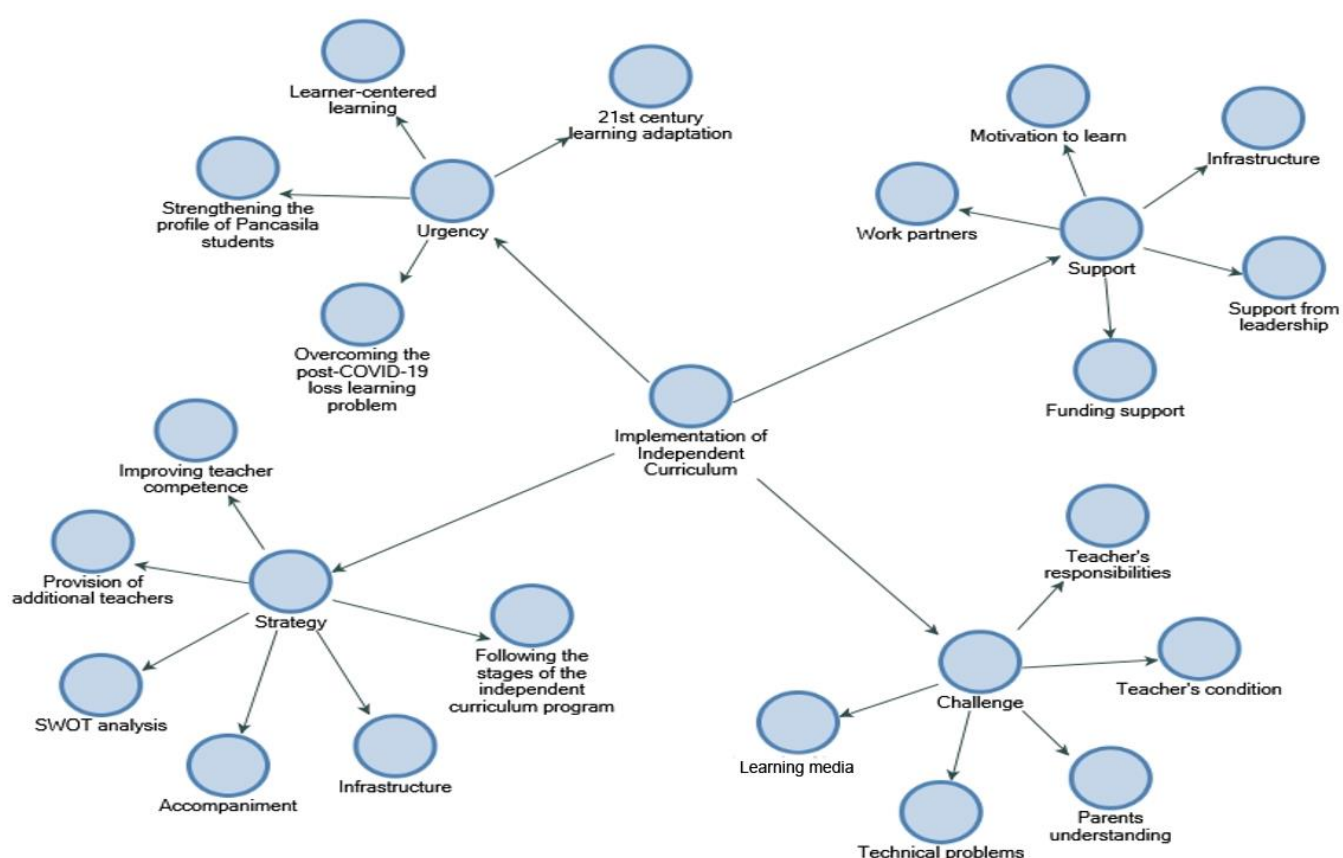 Learner-centered
learning
21st century
learning adaptation
Strengthening the
profile of Pancasila
students
Urgency
Overcoming the
post-COVID-19
loss learning
problem
Motivation to learn
Infrastructure
Work partners
Support
Support from
leadership
Funding support
Implementation of
Independent
Curriculum
Improving teacher
competence
Provision of
additional teachers
Strategy
Following the
stages of the
independent
curriculum program
SWOT analysis
Accompaniment
Infrastructure
Teacher's
responsibilities
Teacher's condition
Challenge
Learning media
Parents
understanding
Technical problems